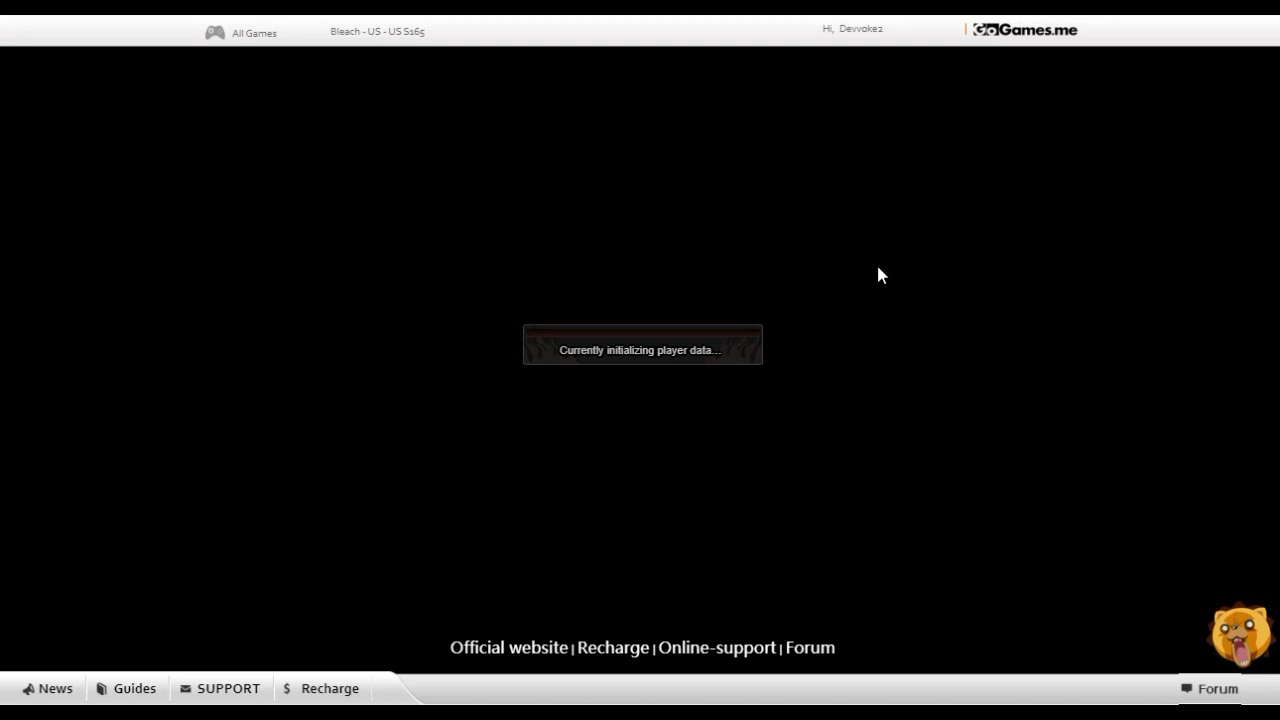 All Games
Bleach - US - US S165
Hi, Devvoke2
GoGames.me
Currently initializing player data...
Official website | Recharge | Online-support | Forum
News
Guides
SUPPORT
$ Recharge
Forum